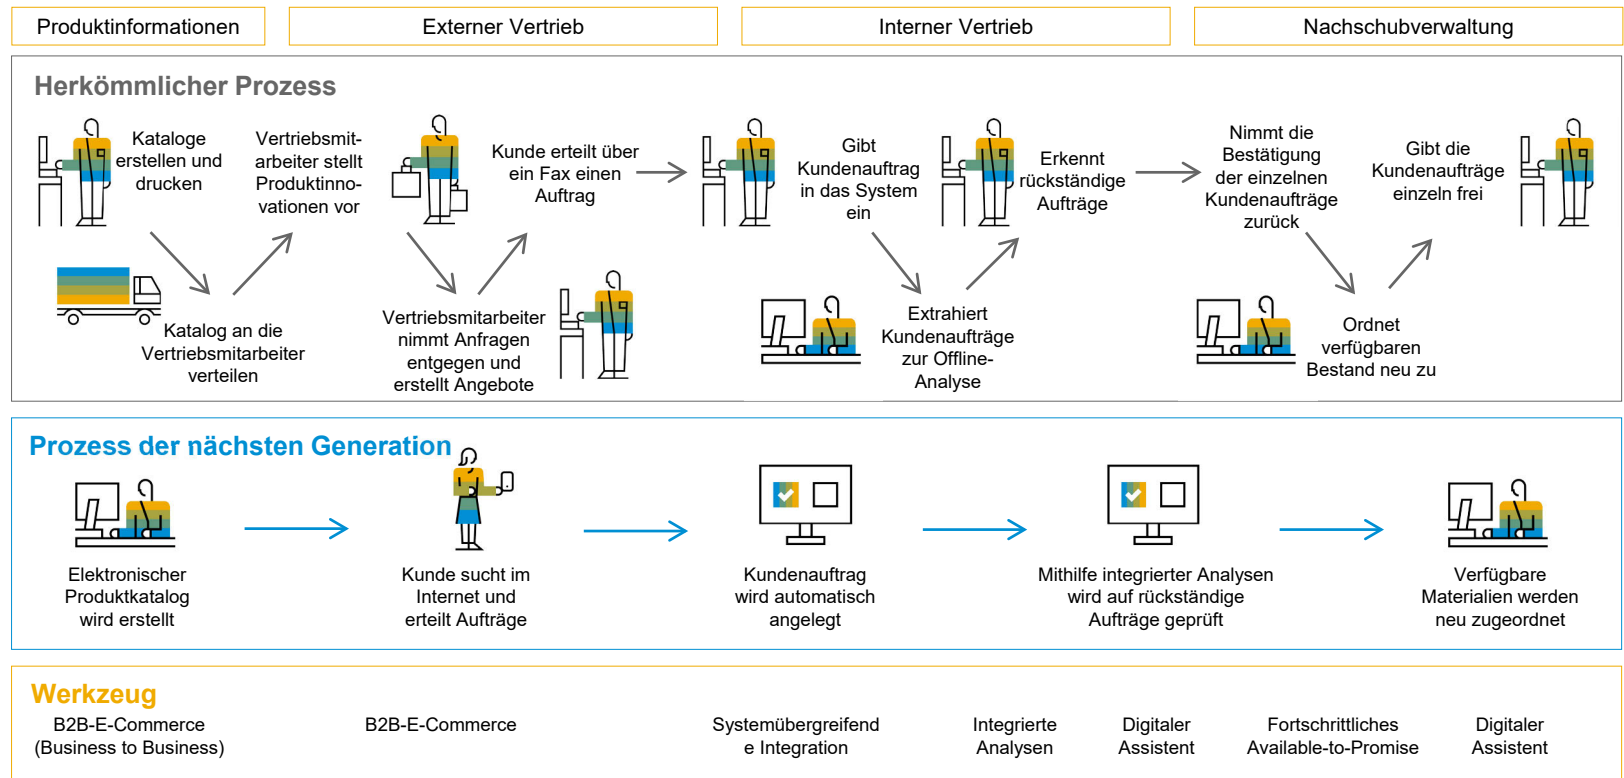 Produktinformationen
Externer Vertrieb
Interner Vertrieb
Nachschubverwaltung
Herkömmlicher Prozess
Kataloge
erstellen und
drucken
Katalog an die
Vertriebsmitarbeiter
verteilen
Vertriebsmit-
arbeiter stellt
Produktinno-
vationen vor
Vertriebsmitarbeiter
nimmt Anfragen
entgegen und
erstellt Angebote
Kunde erteilt über
ein Fax einen
Auftrag
Gibt
Kundenauftrag
in das System
ein
Extrahiert
Kundenaufträge
zur Offline-
Analyse
Erkennt
rückständige
Aufträge
Nimmt die
Bestätigung
der einzelnen
Kundenaufträge
zurück
Ordnet
verfügbaren
Bestand neu zu
Gibt die
Kundenaufträge
einzeln frei
Prozess der nächsten Generation
Elektronischer
Produktkatalog
wird erstellt
Kunde sucht im
Internet und
erteilt Aufträge
Kundenauftrag
wird automatisch
angelegt
Mithilfe integrierter Analysen
wird auf rückständige
Aufträge geprüft
Verfügbare
Materialien werden
neu zugeordnet
Werkzeug
B2B-E-Commerce
(Business to Business)
B2B-E-Commerce
Systemübergreifend
e Integration
Integrierte
Analysen
Digitaler
Assistent
Fortschrittliches
Available-to-Promise
Digitaler
Assistent